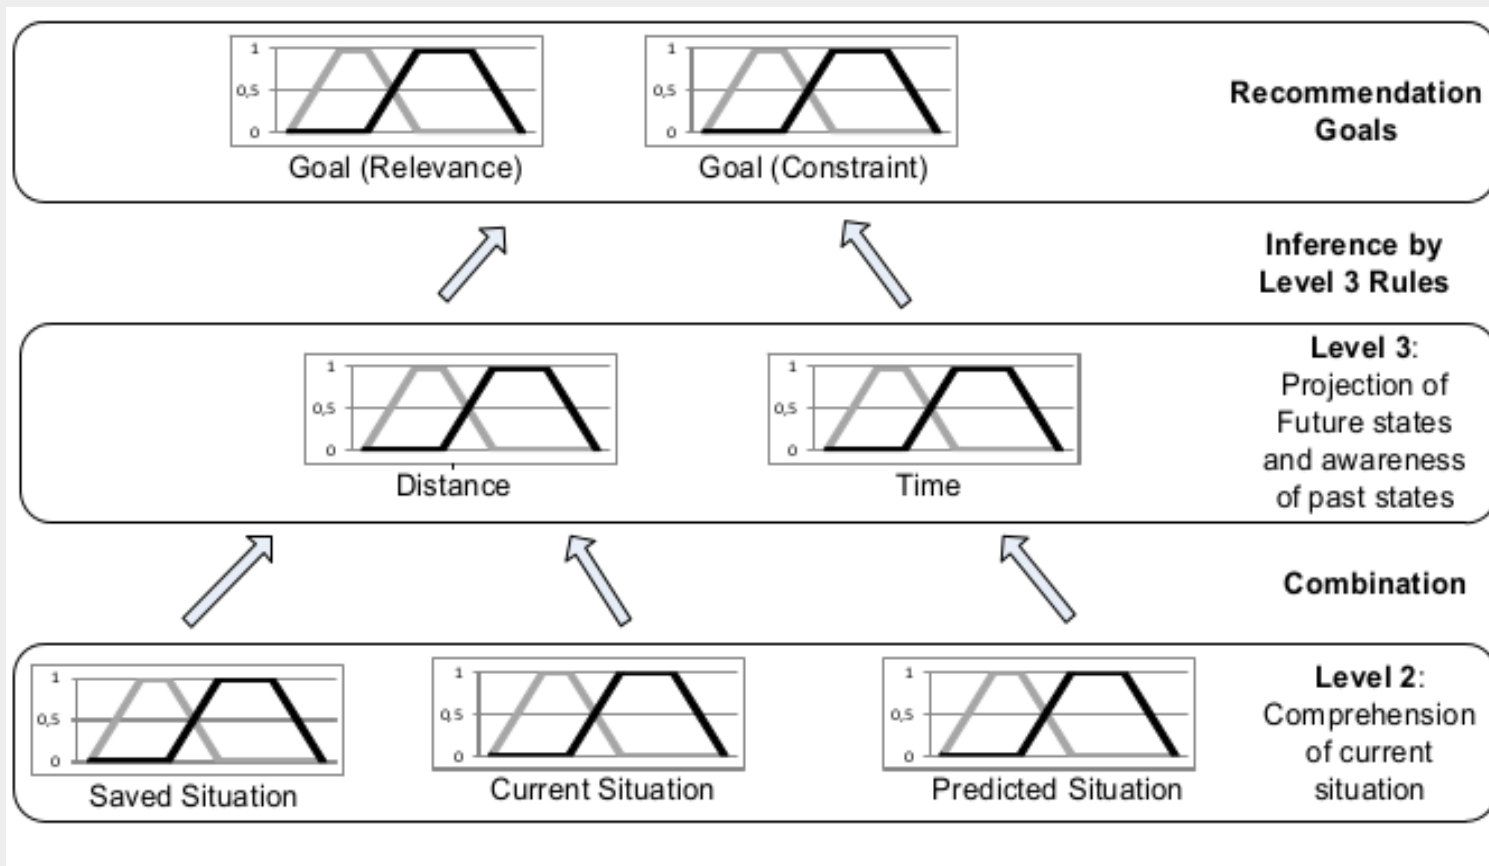 1
0,5
0
Goal (Relevance)
1
0,5
0
Goal (Constraint)
Recommendation
Goals
Inference by
Level 3 Rules
1
0,5
0
Distance
1
0,5
0
Time
Level 3:
Projection of
Future states
and awareness
of past states
Combination
1
0,5
0
Saved Situation
1
0,5
0
Current Situation
1
0,5
0
Predicted Situation
Level 2:
Comprehension
of current
situation